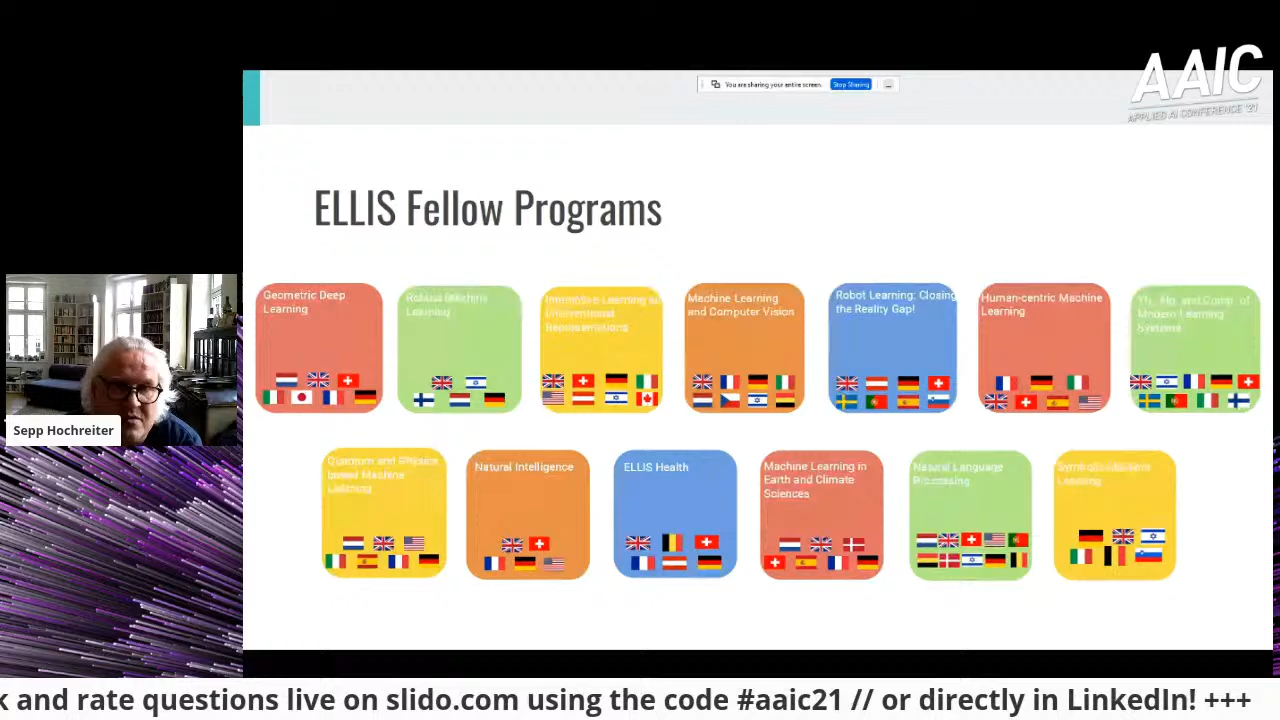 AAIC
APPLIED AI CONFERENCE '21
You are sharing your entire screen.
Stop Sharing
ELLIS Fellow Programs
Geometric Deep
Learning
Robust Machine
Learning
Interactive Learning and
Interventional
Representations
Machine Learning
and Computer Vision
Robot Learning: Closing
the Reality Gap!
Human-centric Machine
Learning
Th, Alg and Comp of
Modern Learning
Systems
Quantum and Physics
based Machine
Learning
Natural Intelligence
ELLIS Health
Machine Learning in
Earth and Climate
Sciences
Natural Language
Processing
Learning
Sepp Hochreiter
k and rate questions live on slido.com using the code #aaic21 // or directly in LinkedIn! +++